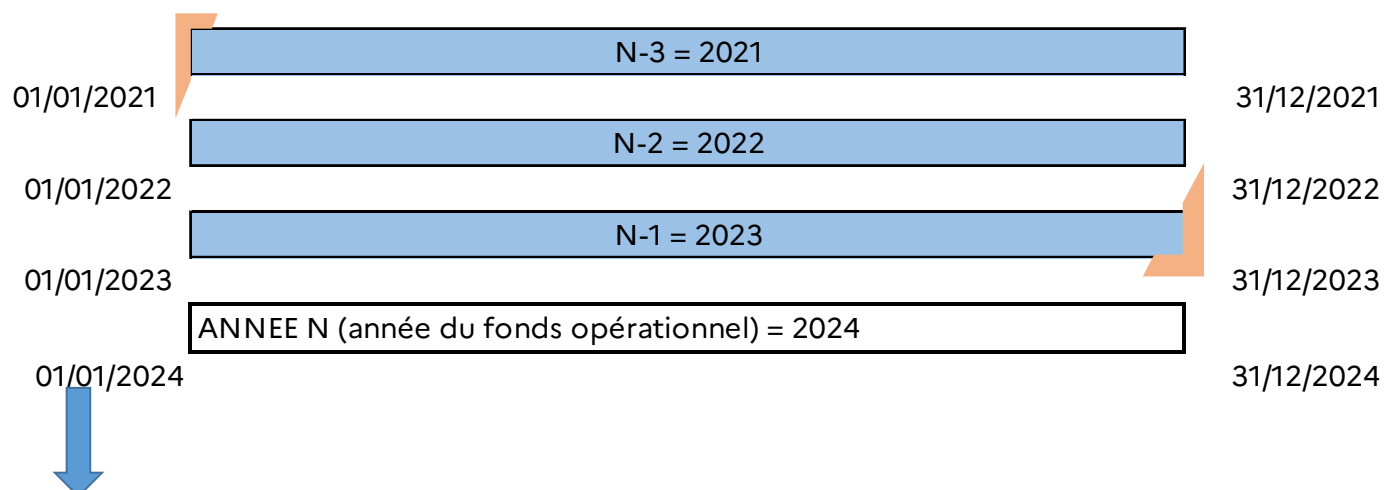 N-3 = 2021
01/01/2021 31/12/2021
N-2 = 2022
01/01/2022 31/12/2022
N-1 = 2023
01/01/2023 31/12/2023
ANNEE N (année du fonds opérationnel) = 2024
01/01/2024 31/12/2024